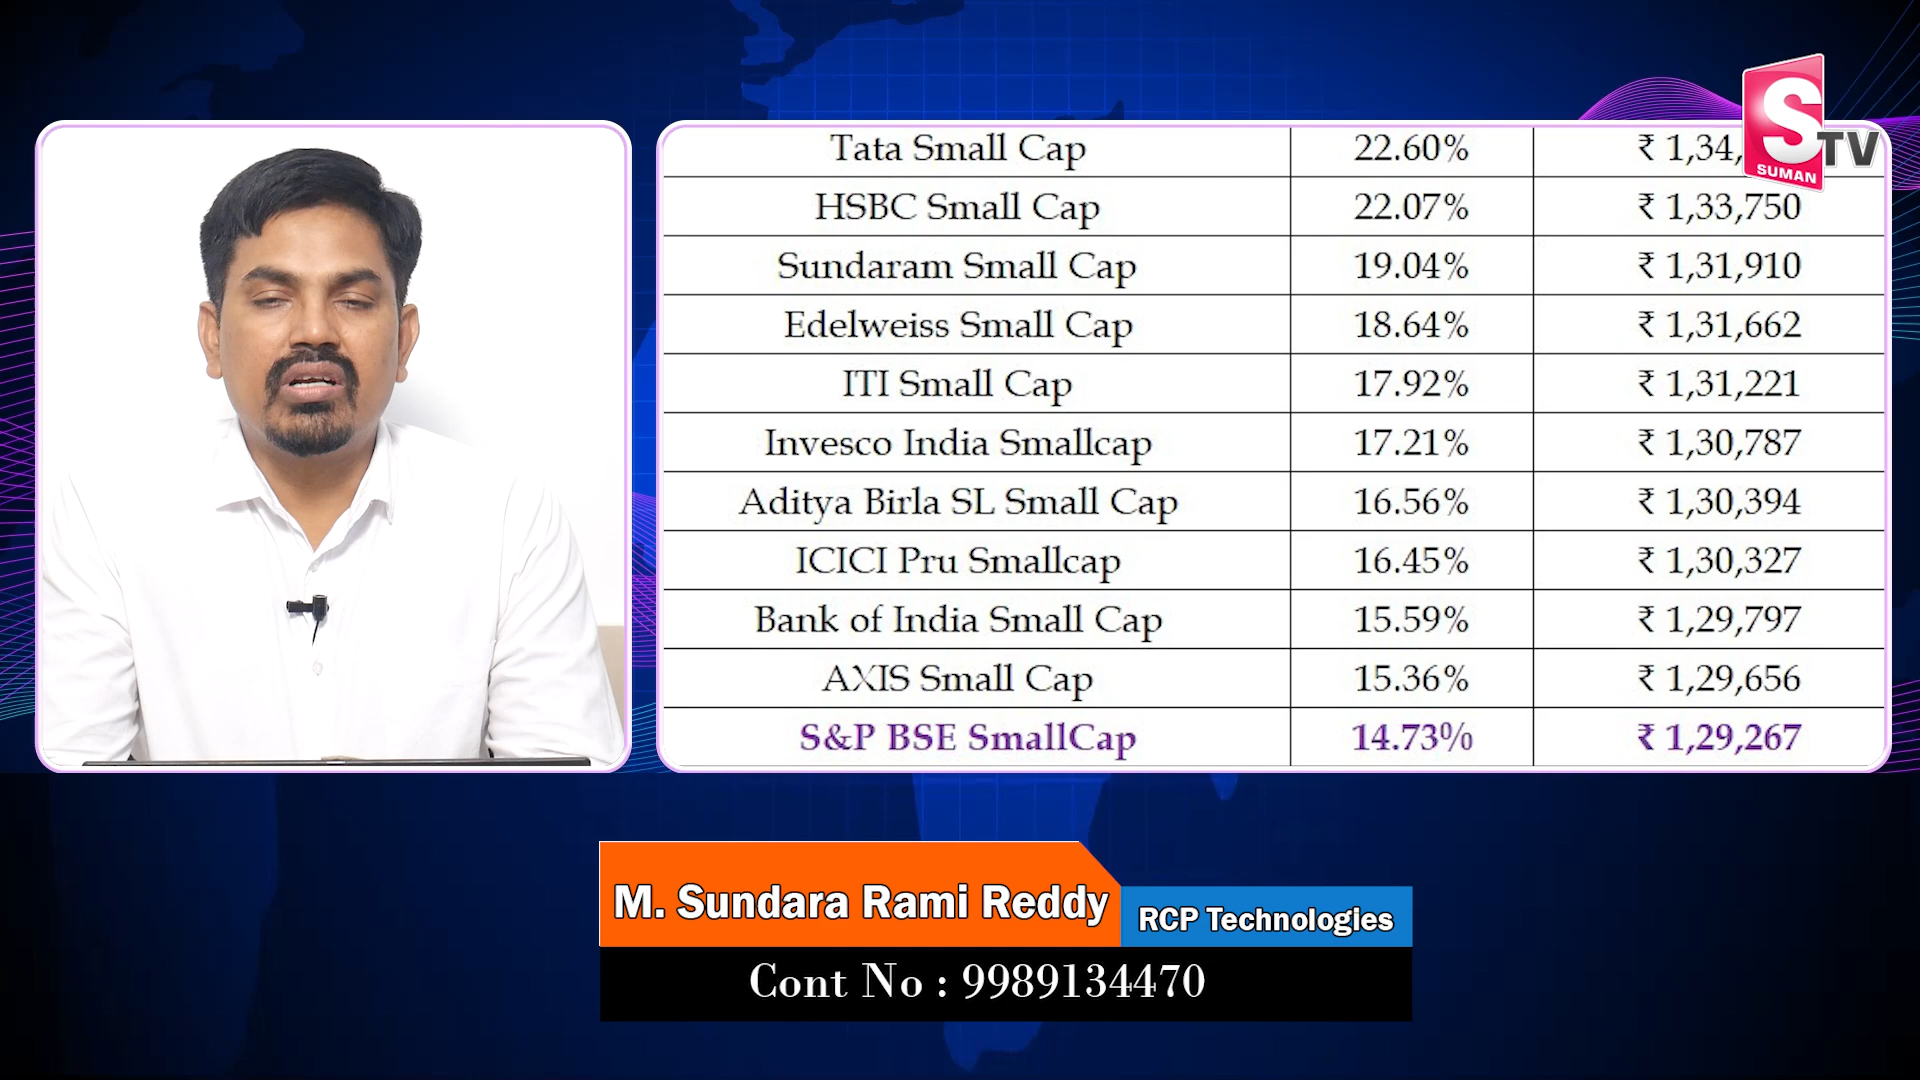 Tata Small Cap 22.60% ₹ 1,34,
HSBC Small Cap 22.07% ₹ 1,33,750
Sundaram Small Cap 19.04% ₹ 1,31,910
Edelweiss Small Cap 18.64% ₹ 1,31,662
ITI Small Cap 17.92% ₹ 1,31,221
Invesco India Smallcap 17.21% ₹ 1,30,787
Aditya Birla SL Small Cap 16.56% ₹ 1,30,394
ICICI Pru Smallcap 16.45% ₹ 1,30,327
Bank of India Small Cap 15.59% ₹ 1,29,797
AXIS Small Cap 15.36% ₹ 1,29,656
S&P BSE SmallCap 14.73% ₹ 1,29,267
S TV
SUMAN
M. Sundara Rami Reddy
RCP Technologies
Cont No : 9989134470